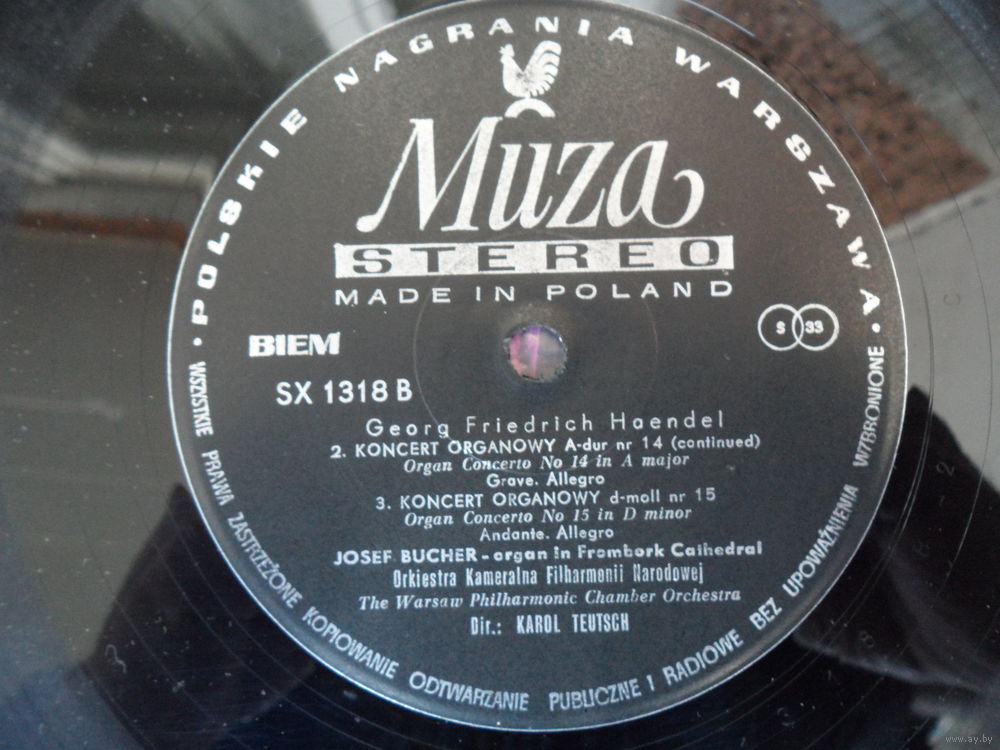 • POLSKIE NAGRANIA WARSZAWA •
Muza
STEREO
MADE IN POLAND
BIEM
S 33
SX 1318 B
Georg Friedrich Haendel
2. KONCERT ORGANOWY A-dur nr 14 (continued)
Organ Concerto No 14 in A major
Grave. Allegro
3. KONCERT ORGANOWY d-moll nr 15
Organ Concerto No 15 in D minor
Andante. Allegro
JOSEF BUCHER - organ in Frombork Cathedral
Orkiestra Kameralna Filharmonii Narodowej
The Warsaw Philharmonic Chamber Orchestra
Dir.: KAROL TEUTSCH
WSZYSTKIE PRAWA ZASTRZEŻONE KOPIOWANIE ODTWARZANIE PUBLICZNE I RADIOWE BEZ UPOWAŻNIENIA WZBRONIONE
www.ay.by